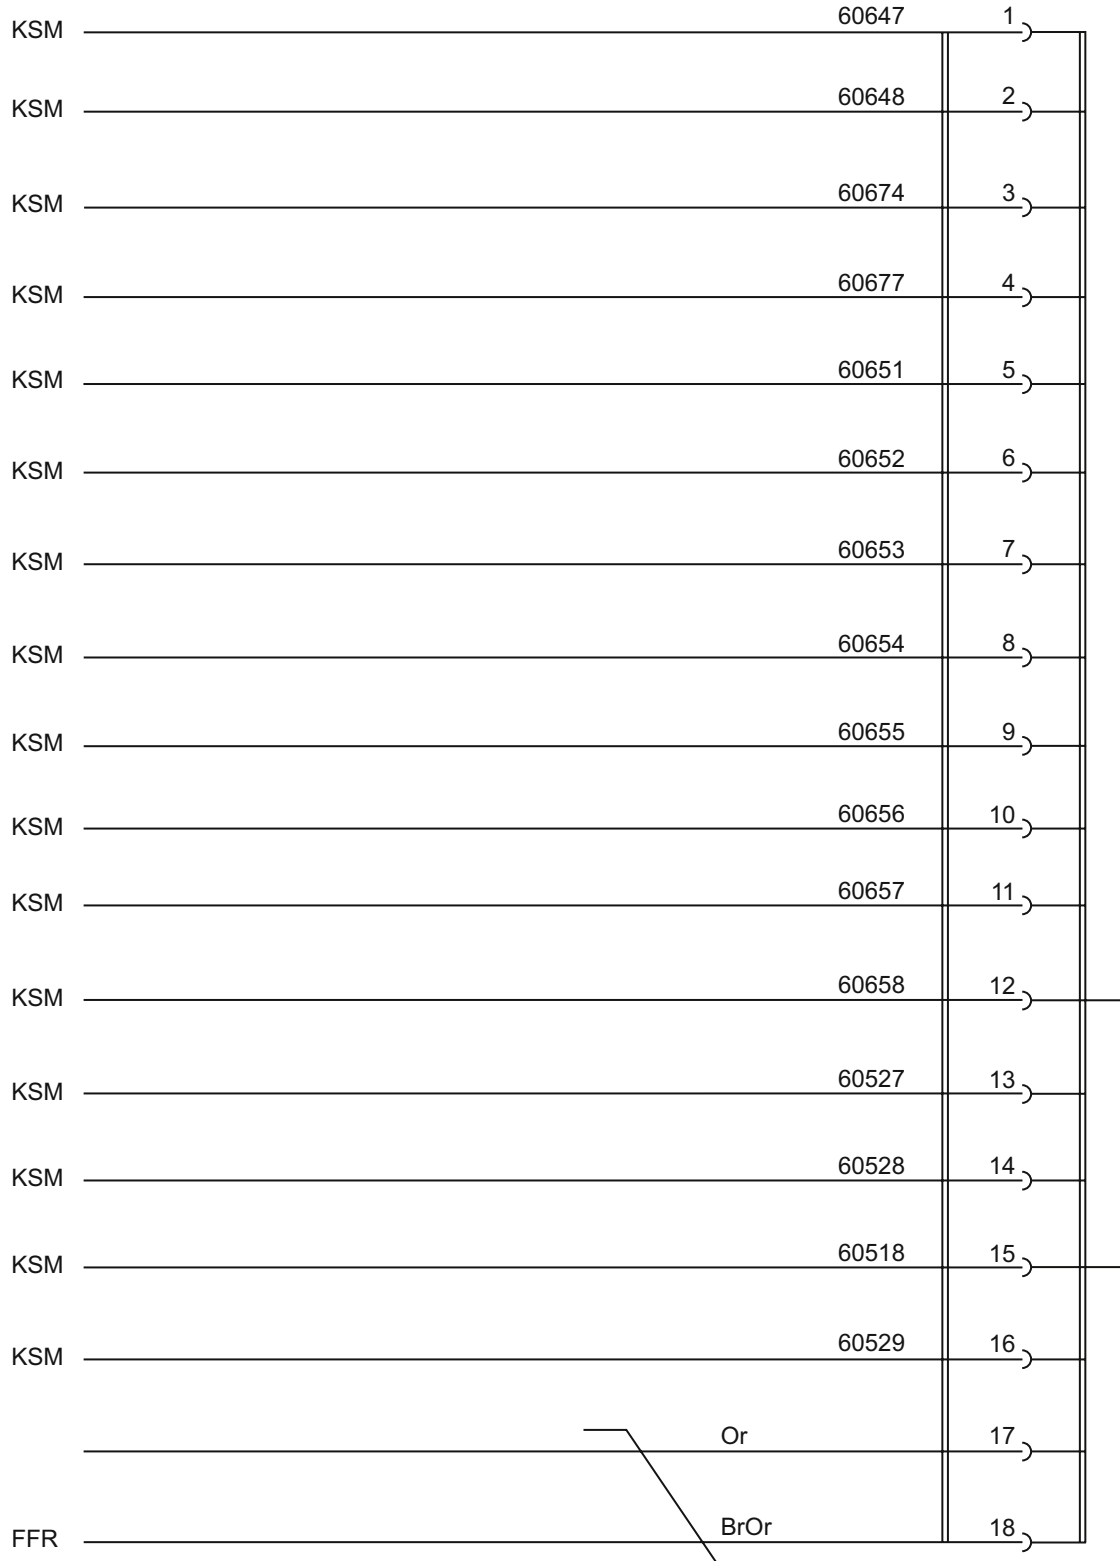 KSM 60647 1
KSM 60648 2
KSM 60674 3
KSM 60677 4
KSM 60651 5
KSM 60652 6
KSM 60653 7
KSM 60654 8
KSM 60655 9
KSM 60656 10
KSM 60657 11
KSM 60658 12
KSM 60527 13
KSM 60528 14
KSM 60518 15
KSM 60529 16
Or 17
FFR BrOr 18